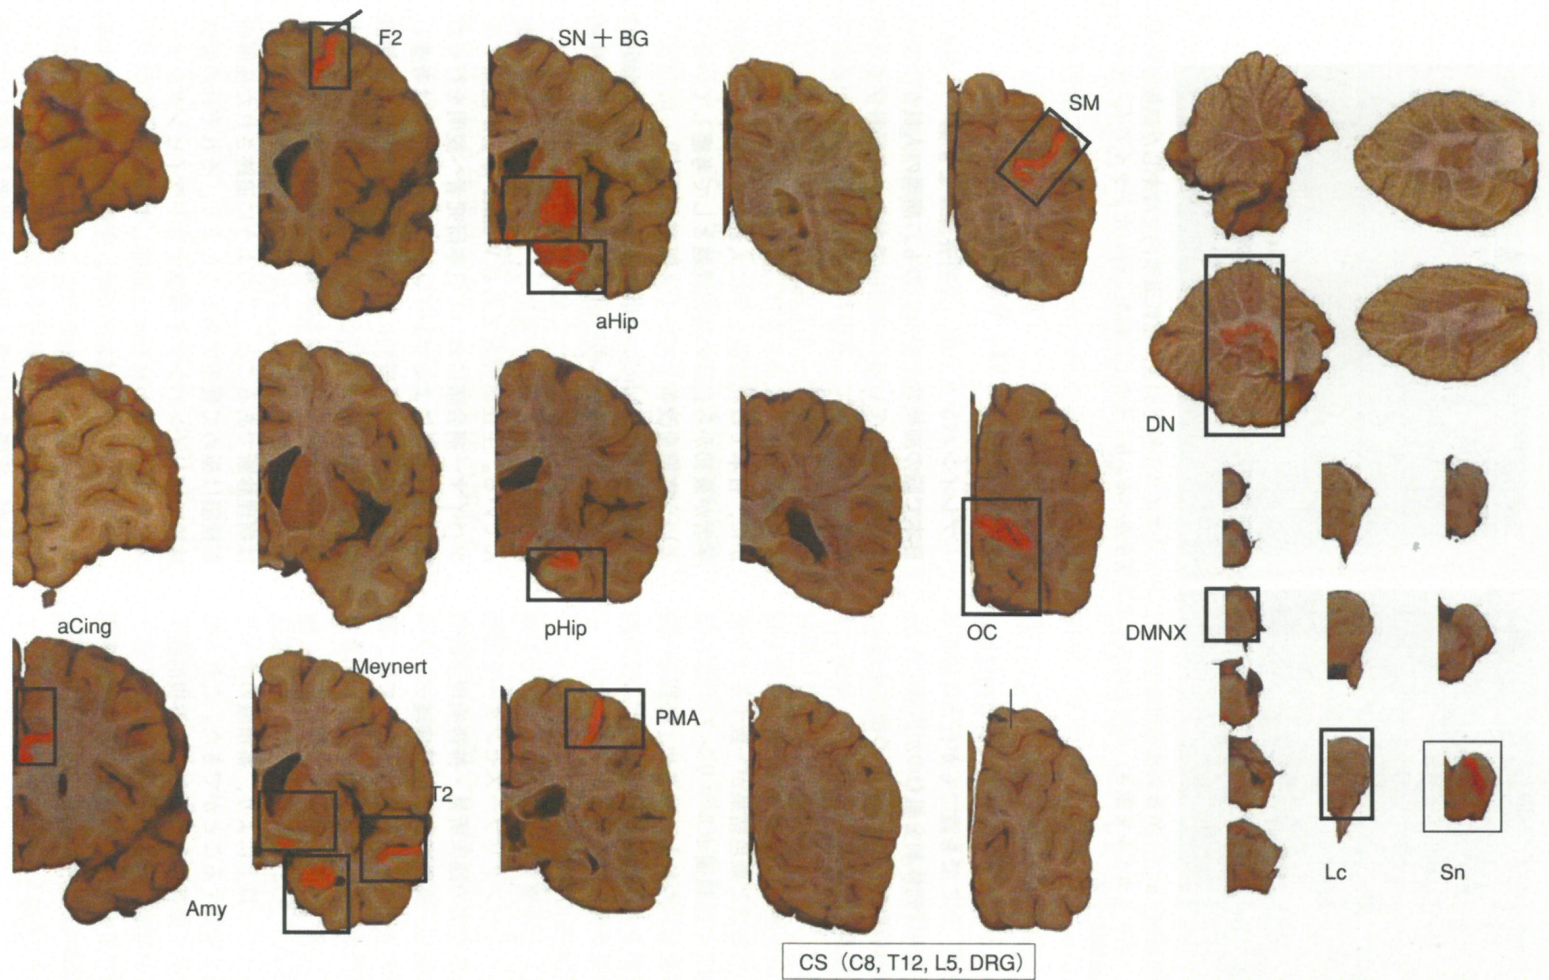 F2
SN + BG
SM
aHip
DN
aCing
pHip
OC
DMNX
Meynert
PMA
T2
Amy
Lc
Sn
CS (C8, T12, L5, DRG)